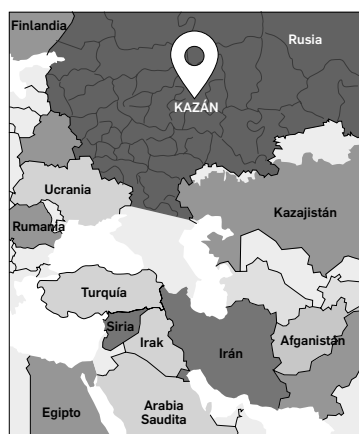 Finlandia
Rusia
KAZÁN
Ucrania
Kazajistán
Rumanía
Turquía
Siria
Irak
Irán
Afganistán
Egipto
Arabia
Saudita